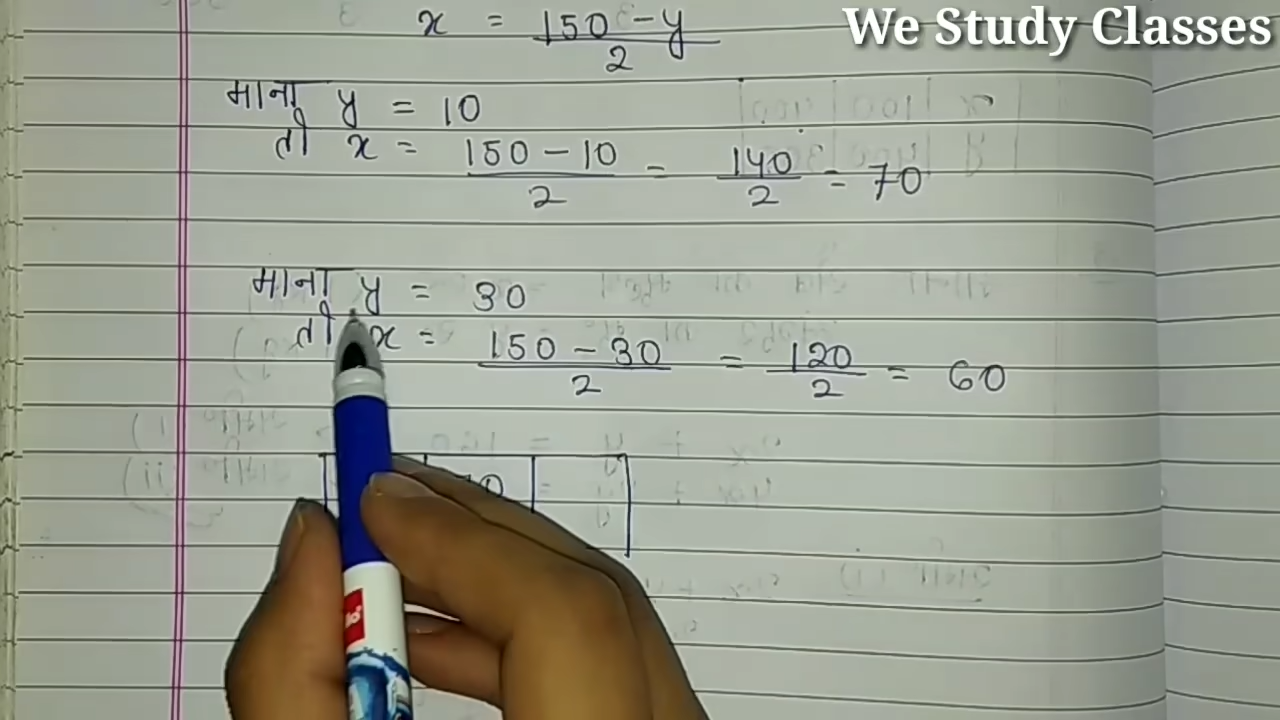 We Study Classes
x = 150 - y / 2
माना y = 10
तो x = 150 - 10 / 2 = 140 / 2 = 70
माना y = 30
तो x = 150 - 30 / 2 = 120 / 2 = 60